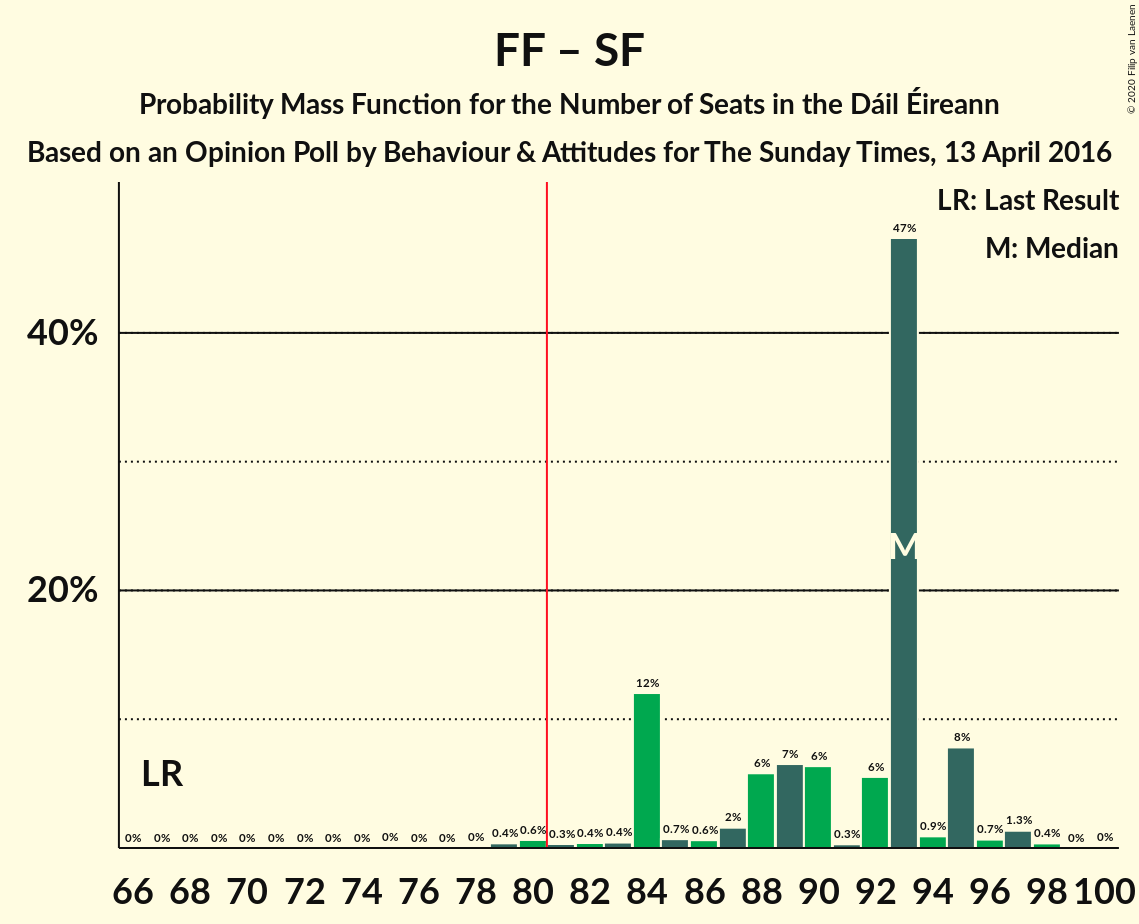 FF – SF
Probability Mass Function for the Number of Seats in the Dáil Éireann
Based on an Opinion Poll by Behaviour & Attitudes for The Sunday Times, 13 April 2016
© 2020 Filip van Laenen
LR: Last Result
M: Median
47%
40%
M
20%
12%
8%
7%
6%
6%
6%
LR
2%
0% 0% 0% 0% 0% 0% 0% 0% 0% 0% 0% 0% 0% 0.4% 0.6% 0.3% 0.4% 0.4% 0.7% 0.6% 0.3% 0.9% 0.7% 1.3% 0.4% 0% 0%
66 68 70 72 74 76 78 80 82 84 86 88 90 92 94 96 98 100